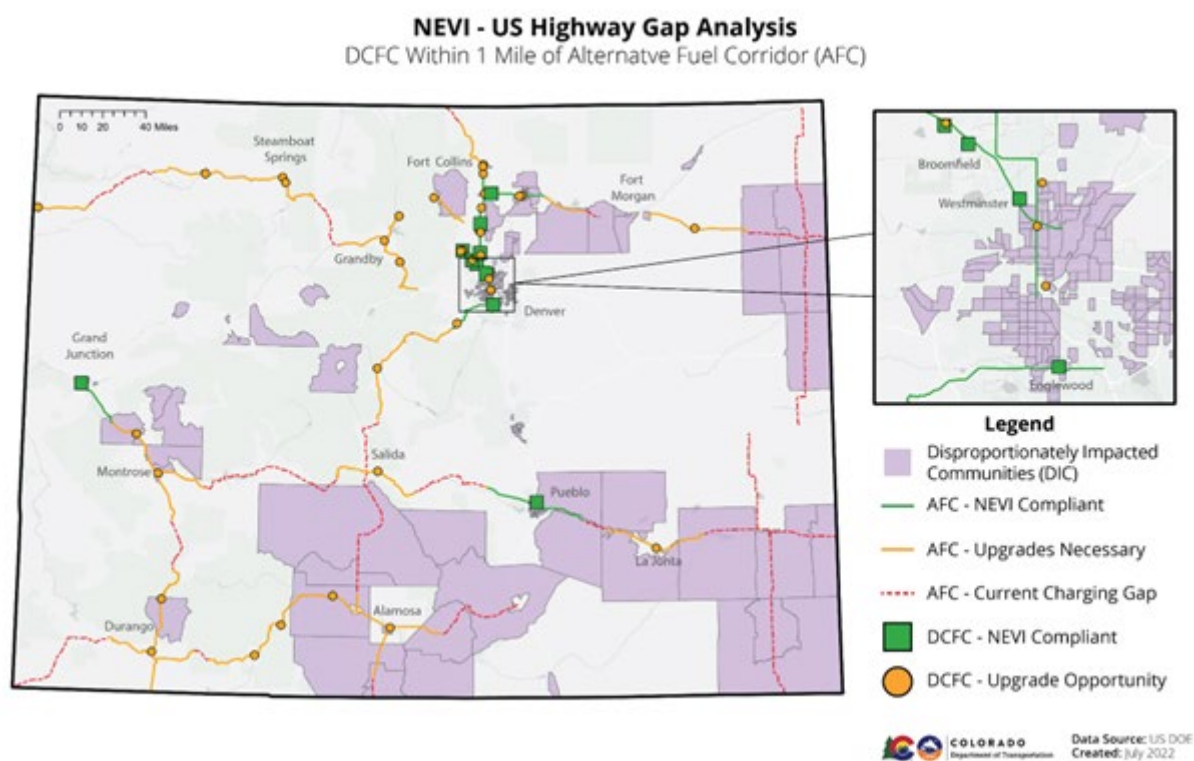 NEVI - US Highway Gap Analysis
DCFC Within 1 Mile of Alternatve Fuel Corridor (AFC)
0 10 20 40 Miles
Steamboat
Springs
Fort Collins
Fort
Morgan
Grandby
Denver
Grand
Junction
Montrose
Salida
Pueblo
La Jonta
Alamosa
Durango
Broomfield
Westminster
Englewood
Legend
Disproportionately Impacted
Communities (DIC)
AFC - NEVI Compliant
AFC - Upgrades Necessary
AFC - Current Charging Gap
DCFC - NEVI Compliant
DCFC - Upgrade Opportunity
COLORADO
Department of Transportation
Data Source: US DOE
Created: July 2022